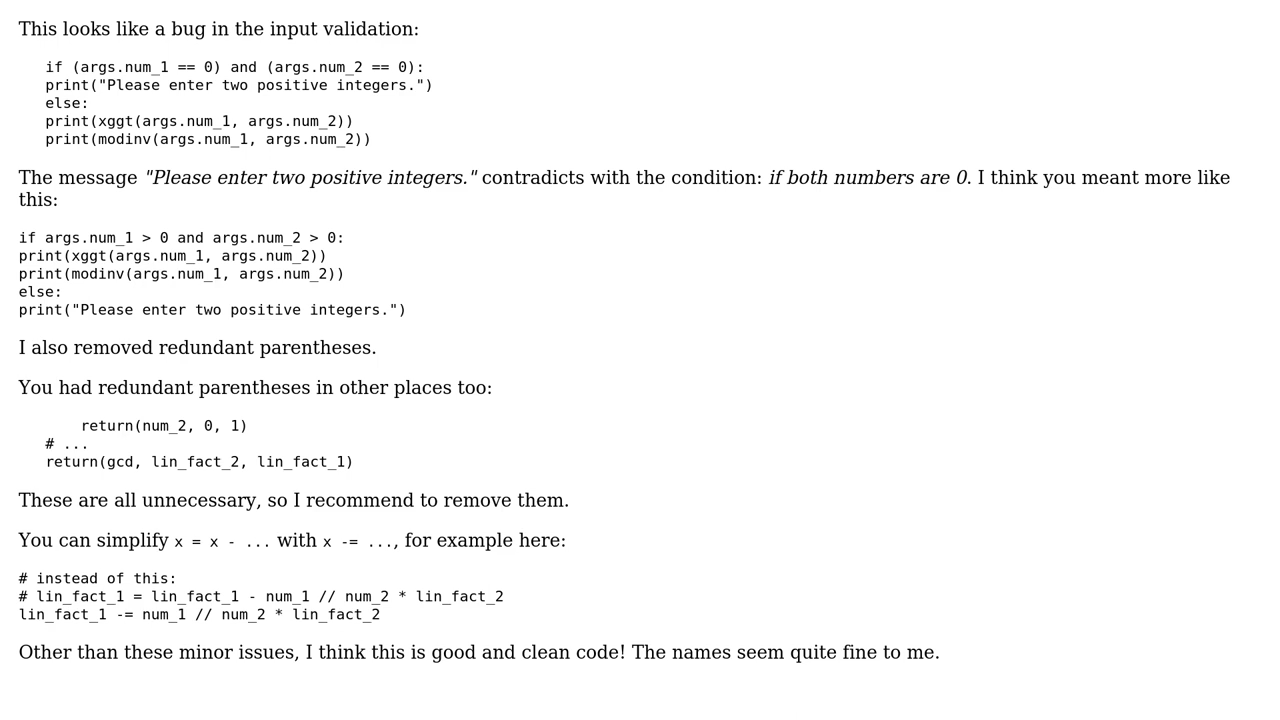 This looks like a bug in the input validation:
if (args.num_1 == 0) and (args.num_2 == 0):
print("Please enter two positive integers.")
else:
print(xggt(args.num_1, args.num_2))
print(modinv(args.num_1, args.num_2))
The message "Please enter two positive integers." contradicts with the condition: if both numbers are 0. I think you meant more like
this:
if args.num_1 > 0 and args.num_2 > 0:
print(xggt(args.num_1, args.num_2))
print(modinv(args.num_1, args.num_2))
else:
print("Please enter two positive integers.")
I also removed redundant parentheses.
You had redundant parentheses in other places too:
return(num_2, 0, 1)
# ...
return(gcd, lin_fact_2, lin_fact_1)
These are all unnecessary, so I recommend to remove them.
You can simplify x = x - ... with x -= ..., for example here:
# instead of this:
# lin_fact_1 = lin_fact_1 - num_1 // num_2 * lin_fact_2
lin_fact_1 -= num_1 // num_2 * lin_fact_2
Other than these minor issues, I think this is good and clean code! The names seem quite fine to me.